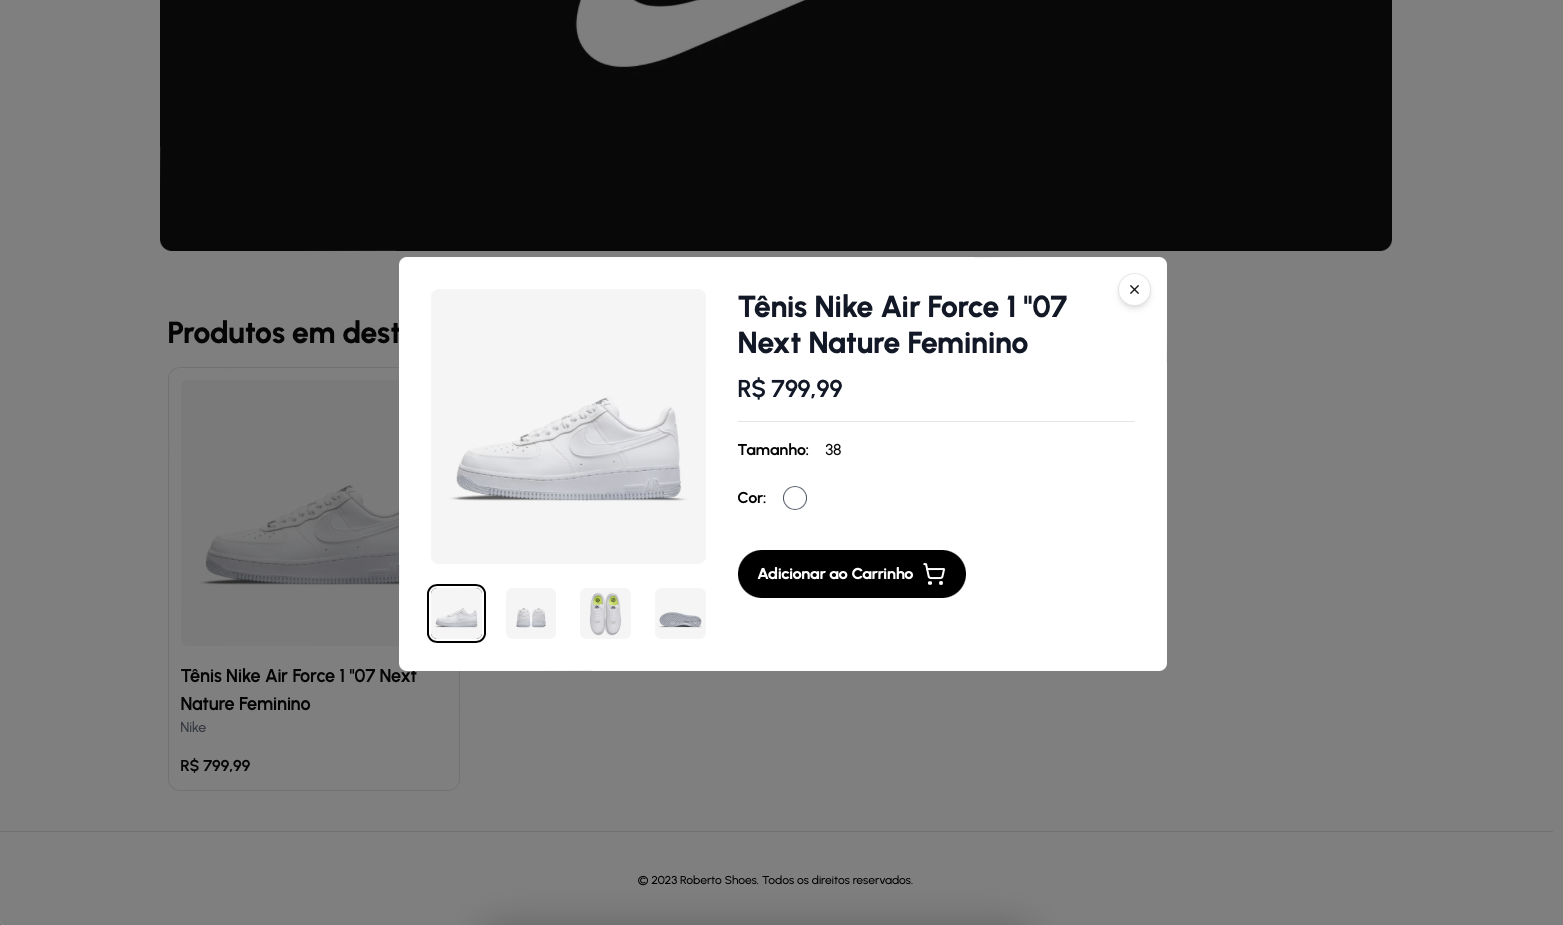 Tênis Nike Air Force 1 "07
Next Nature Feminino
R$ 799,99
Tamanho: 38
Cor:
Adicionar ao Carrinho
Produtos em dest
Tênis Nike Air Force 1 "07 Next
Nature Feminino
Nike
R$ 799,99
© 2023 Roberto Shoes. Todos os direitos reservados.